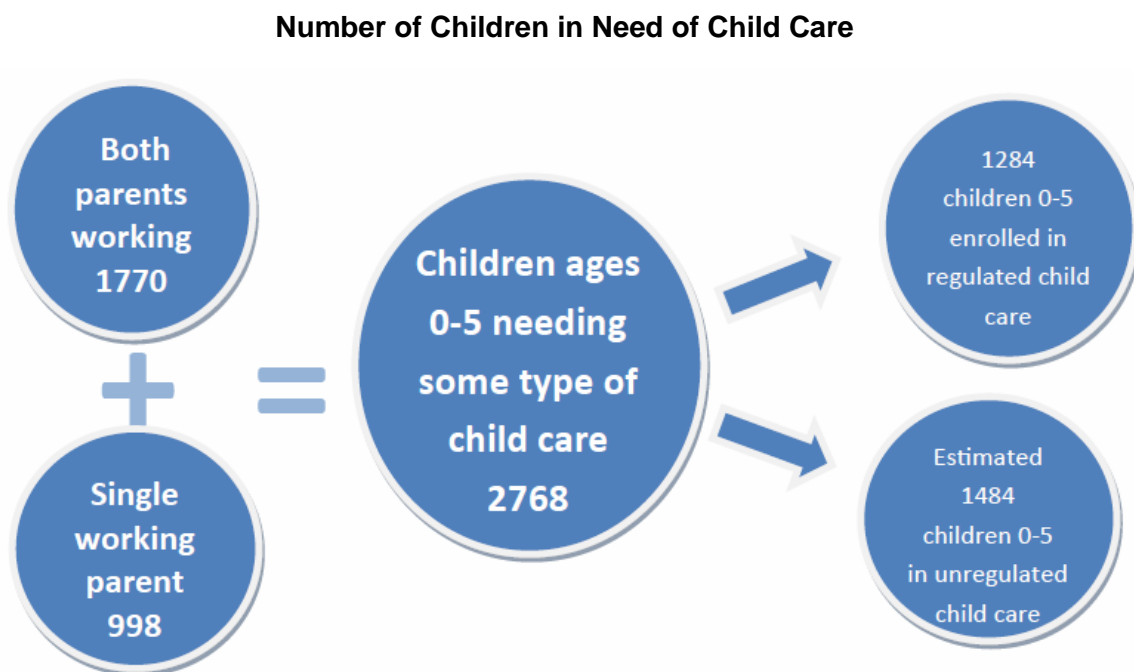 Number of Children in Need of Child Care
Both
parents
working
1770
+
Single
working
parent
998
=
Children ages
0-5 needing
some type of
child care
2768
1284
children 0-5
enrolled in
regulated child
care
Estimated
1484
children 0-5
in unregulated
child care